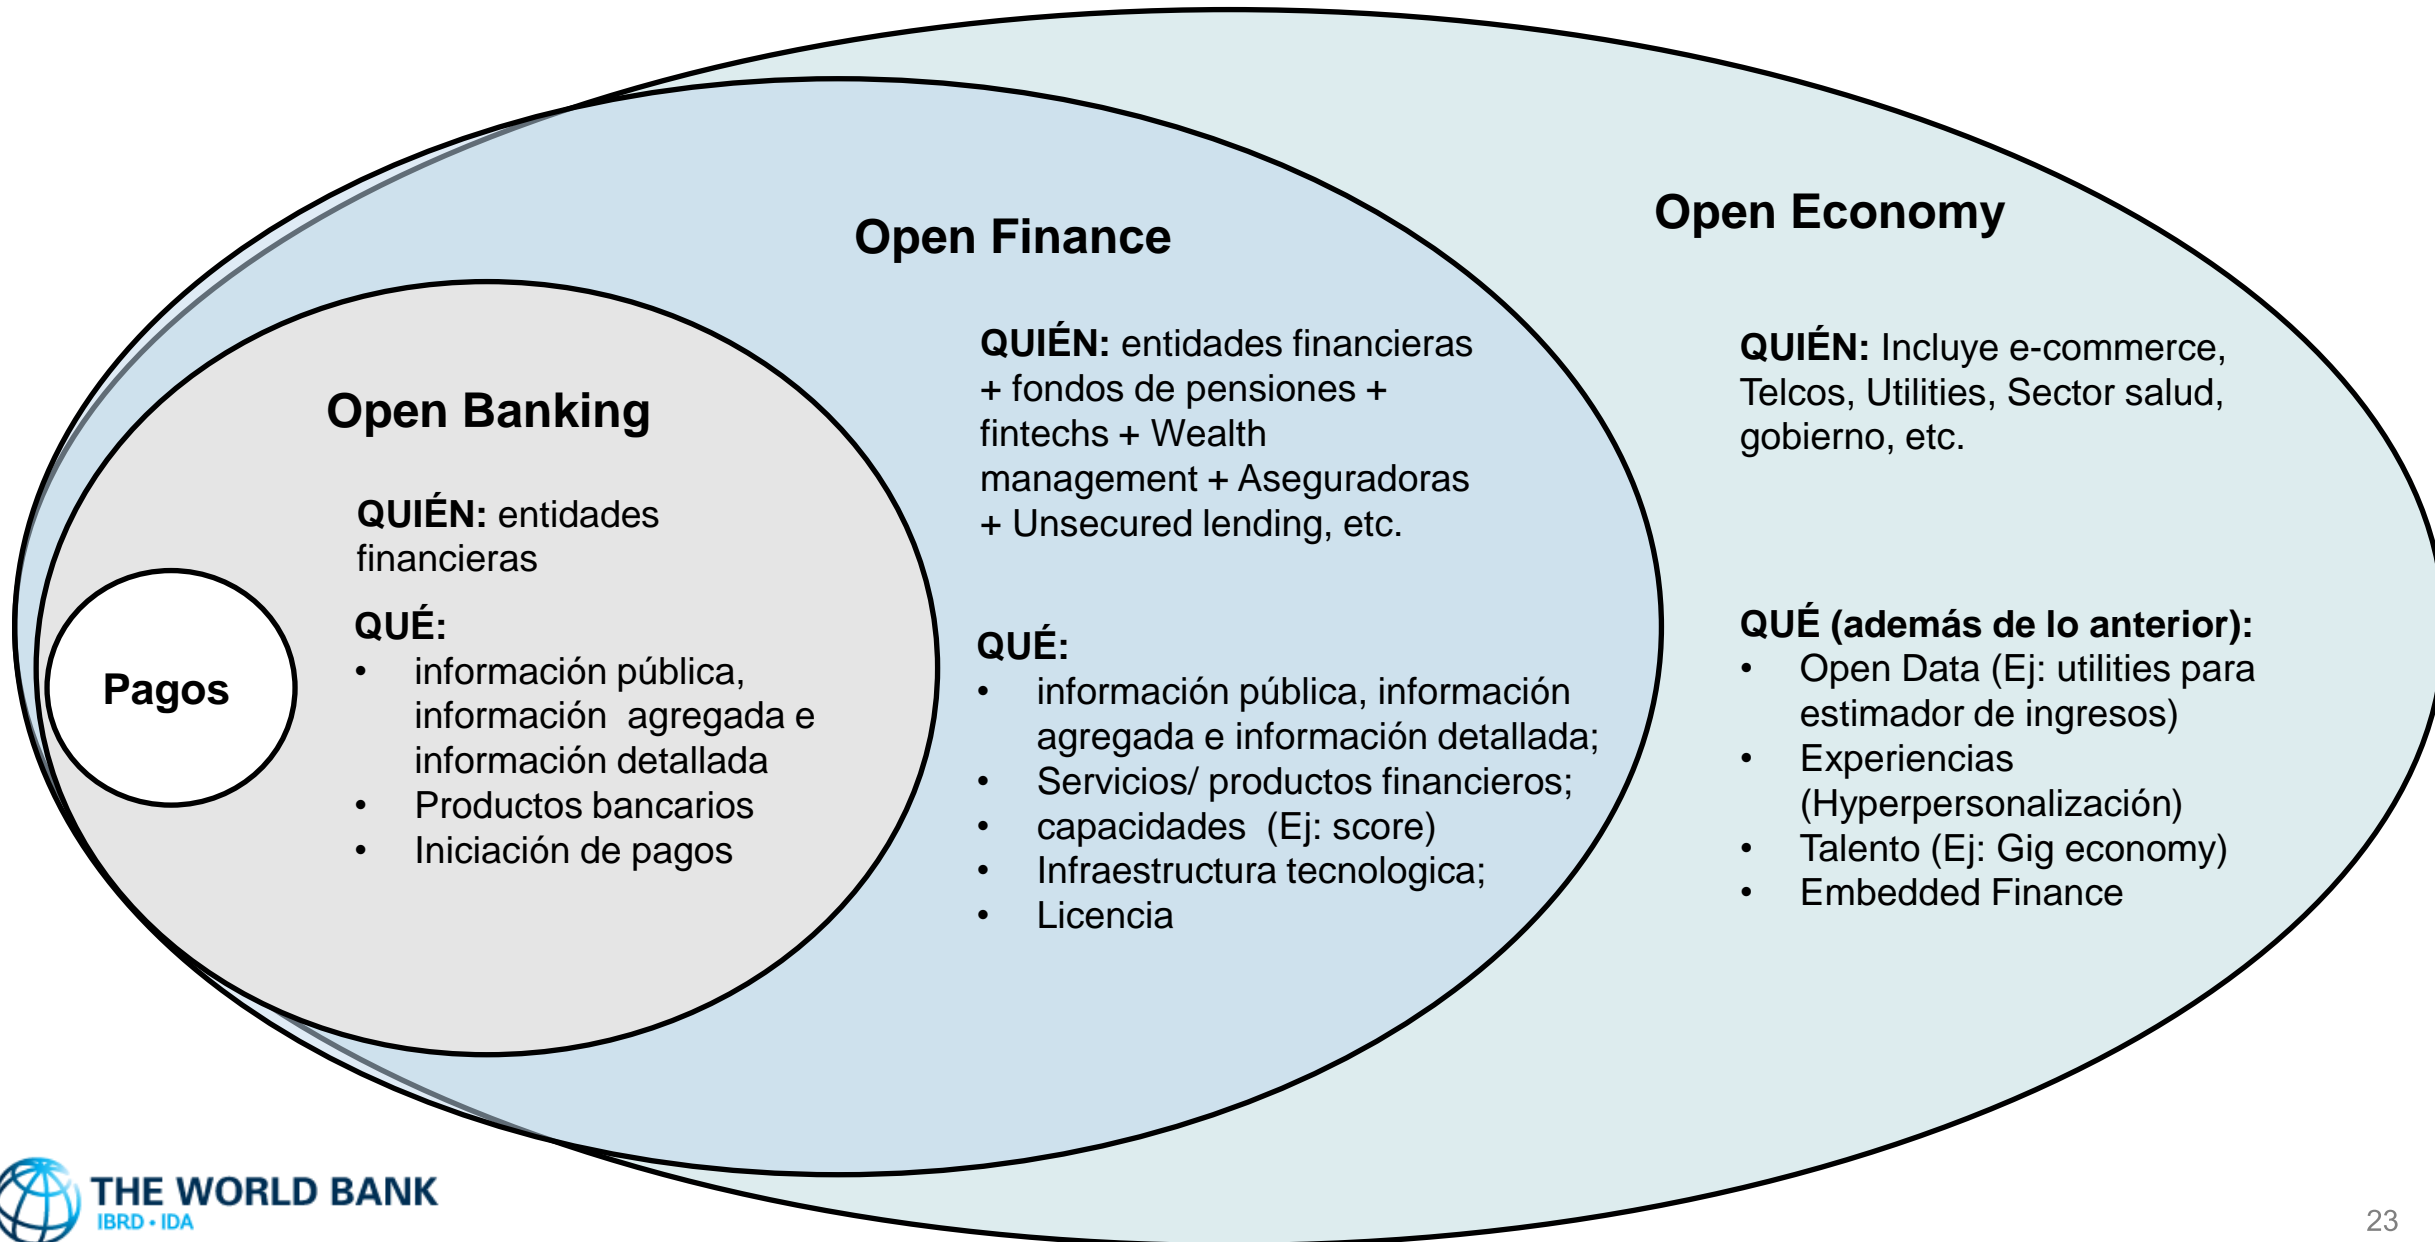 Open Economy
Open Finance
Open Banking
Pagos
QUIÉN: entidades
financieras
QUÉ:
• información pública,
información agregada e
información detallada
• Productos bancarios
• Iniciación de pagos
QUIÉN: entidades financieras
+ fondos de pensiones +
fintechs + Wealth
management + Aseguradoras
+ Unsecured lending, etc.
QUÉ:
• información pública, información
agregada e información detallada;
• Servicios/ productos financieros;
• capacidades (Ej: score)
• Infraestructura tecnologica;
• Licencia
QUIÉN: Incluye e-commerce,
Telcos, Utilities, Sector salud,
gobierno, etc.
QUÉ (además de lo anterior):
• Open Data (Ej: utilities para
estimador de ingresos)
• Experiencias
(Hyperpersonalización)
• Talento (Ej: Gig economy)
• Embedded Finance
THE WORLD BANK
IBRD • IDA
23